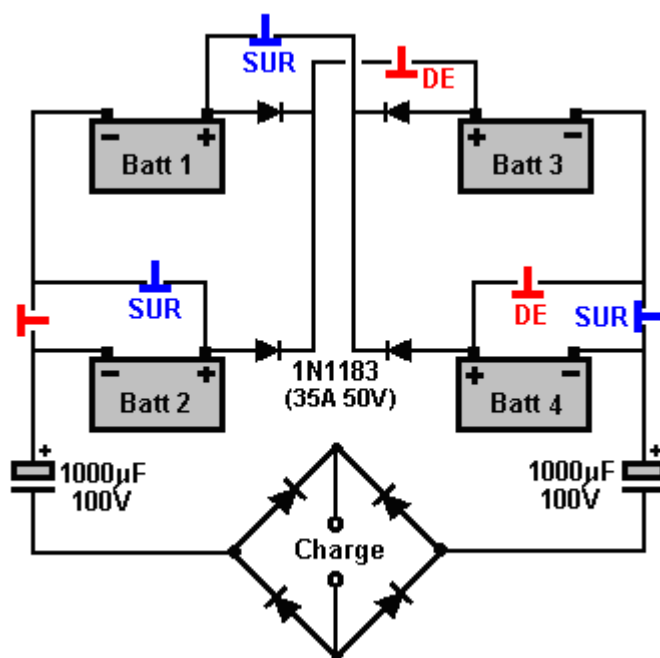 SUR
DE
- +
Batt 1
+ -
Batt 3
SUR
DE
SUR
- +
Batt 2
1N1183
(35A 50V)
+ -
Batt 4
+
1000µF
100V
+
1000µF
100V
Charge